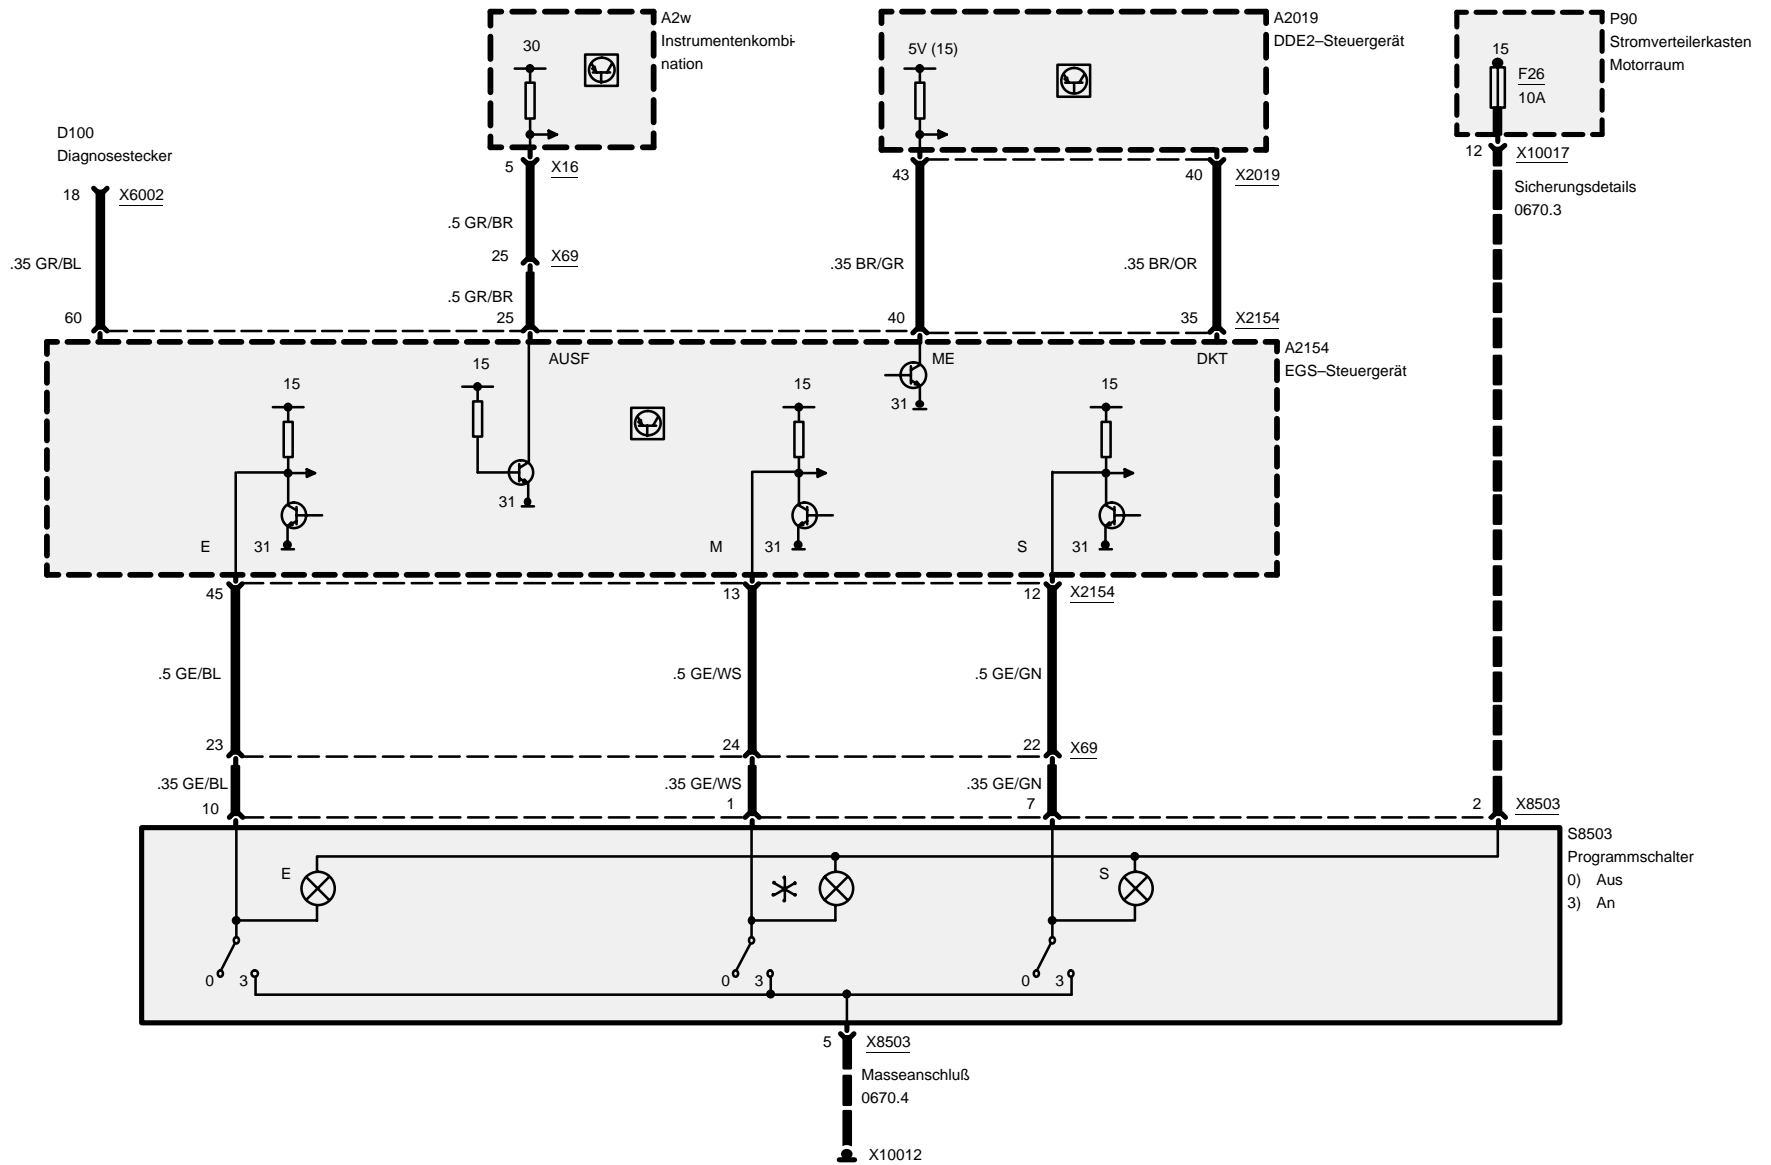 A2w
Instrumentenkombi-
nation
30
A2019
DDE2–Steuergerät
5V (15)
P90
Stromverteilerkasten
Motorraum
15
F26
10A
D100
Diagnosestecker
18 X6002
5 X16
43
40 X2019
12 X10017
Sicherungsdetails
0670.3
.5 GR/BR
25 X69
.35 GR/BL
.35 BR/GR
.35 BR/OR
.5 GR/BR
60
25
40
35 X2154
AUSF
ME
DKT
A2154
EGS–Steuergerät
15
15
15
15
31
31
E
31
M
31
S
31
45
13
12 X2154
.5 GE/BL
.5 GE/WS
.5 GE/GN
23
24
22 X69
.35 GE/BL
.35 GE/WS
.35 GE/GN
10
1
7
2 X8503
S8503
Programmschalter
0) Aus
3) An
E
S
0 3
0 3
0 3
5 X8503
Masseanschluß
0670.4
X10012